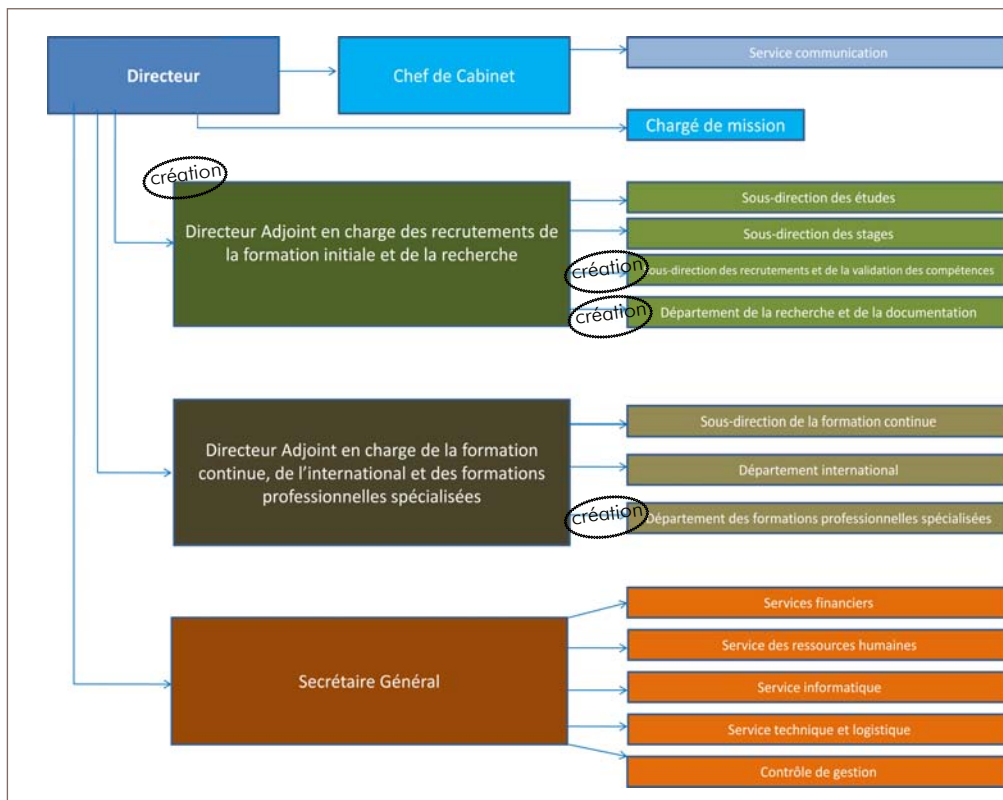 Directeur
Chef de Cabinet
Service communication
Chargé de mission
création
Directeur Adjoint en charge des recrutements de
la formation initiale et de la recherche
Sous-direction des études
Sous-direction des stages
création
ous-direction des recrutements et de la validation des compétences
création
Département de la recherche et de la documentation
Directeur Adjoint en charge de la formation
continue, de l'international et des formations
professionnelles spécialisées
Sous-direction de la formation continue
Département international
création
Département des formations professionnelles spécialisées
Secrétaire Général
Services financiers
Service des ressources humaines
Service informatique
Service technique et logistique
Contrôle de gestion